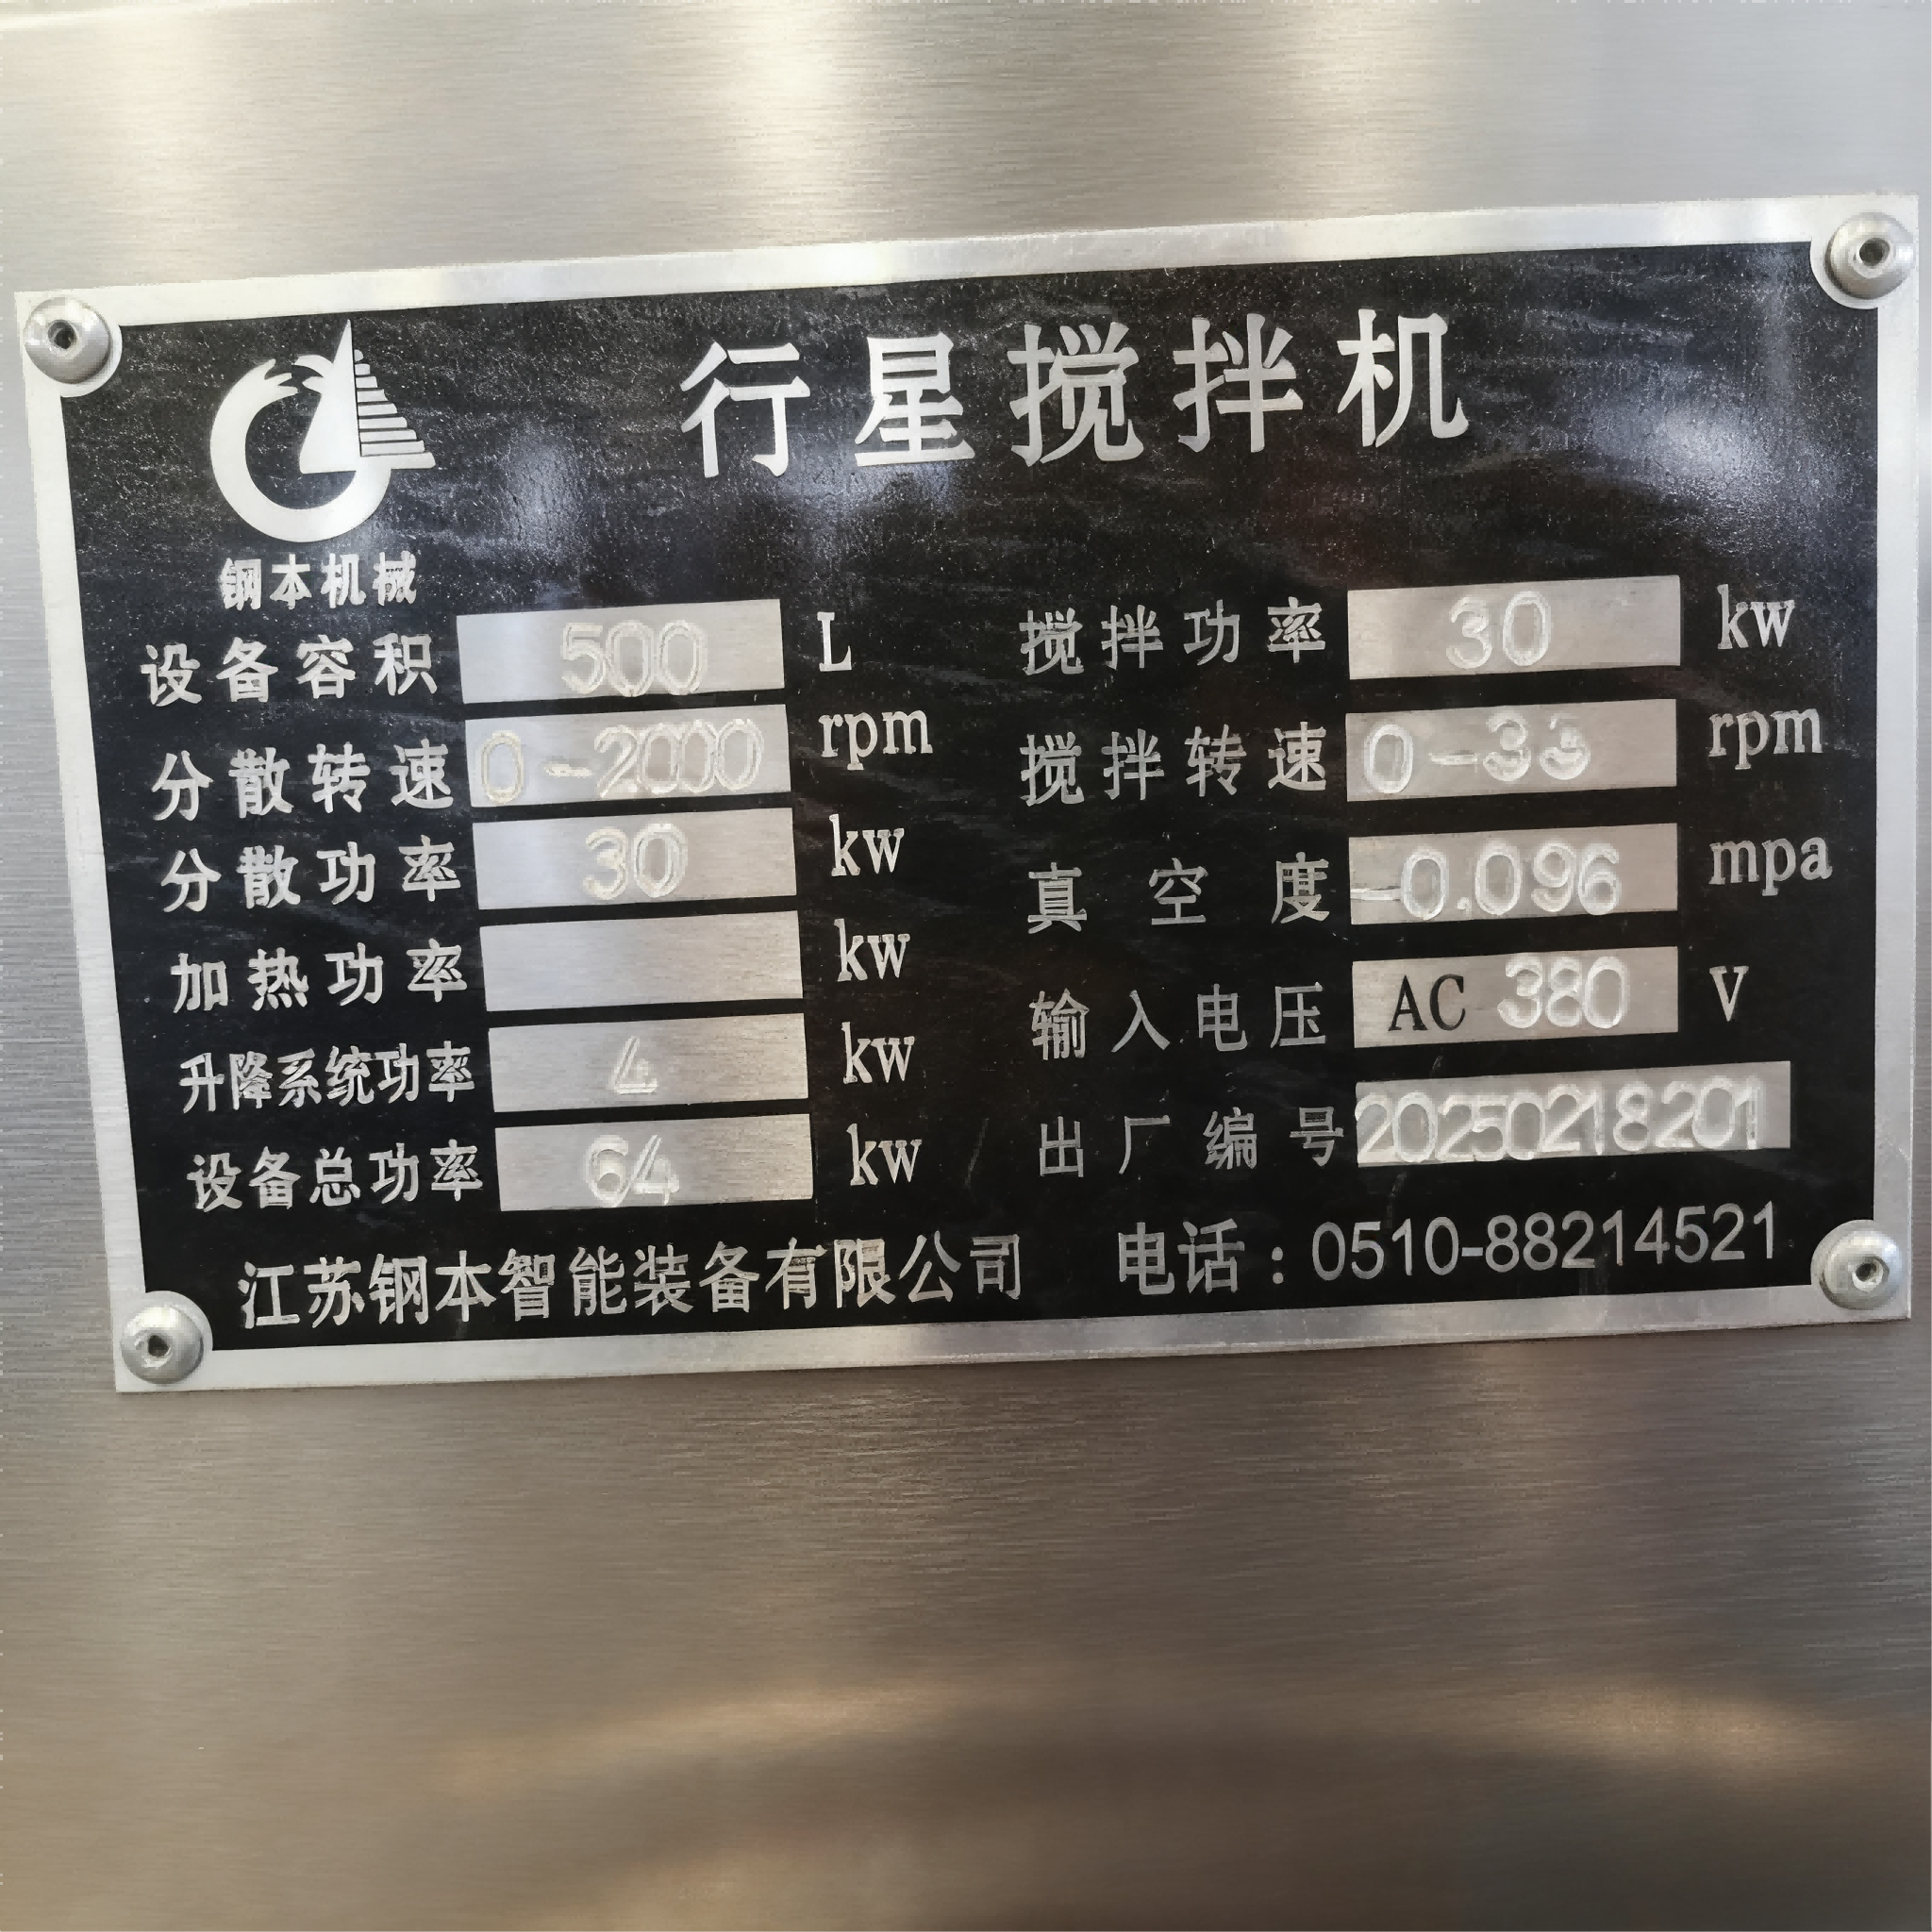 行星搅拌机
钢本机械
设备容积 500 L 搅拌功率 30 kw
分散转速 0-2000 rpm 搅拌转速 0-33 rpm
分散功率 30 kw 真空度 -0.096 mpa
加热功率 kw 输入电压 AC 380 V
升降系统功率 4 kw 出厂编号 20250218201
设备总功率 64 kw
江苏钢本智能装备有限公司 电话:0510-88214521